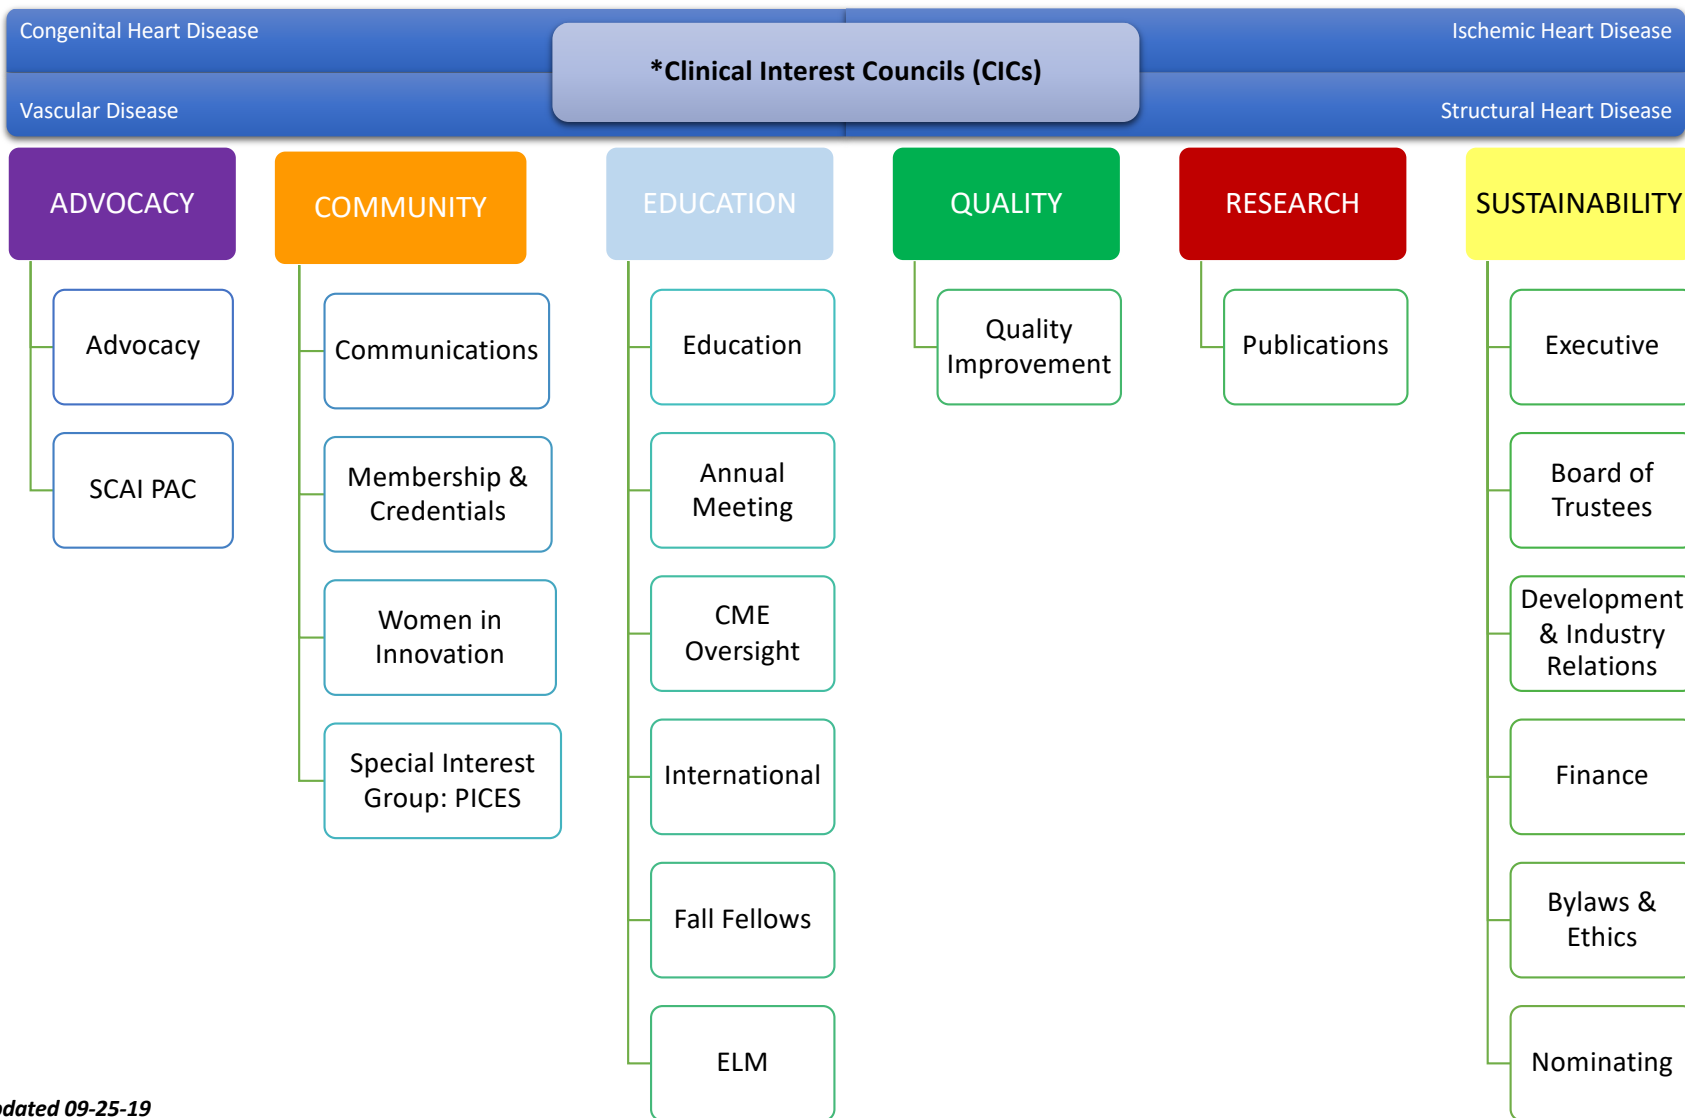 Congenital Heart Disease
Ischemic Heart Disease
*Clinical Interest Councils (CICs)
Vascular Disease
Structural Heart Disease
ADVOCACY
Advocacy
SCAI PAC
COMMUNITY
Communications
Membership &
Credentials
Women in
Innovation
Special Interest
Group: PICES
EDUCATION
Education
Annual
Meeting
CME
Oversight
International
Fall Fellows
ELM
QUALITY
Quality
Improvement
RESEARCH
Publications
SUSTAINABILITY
Executive
Board of
Trustees
Development
& Industry
Relations
Finance
Bylaws &
Ethics
Nominating
09-25-19